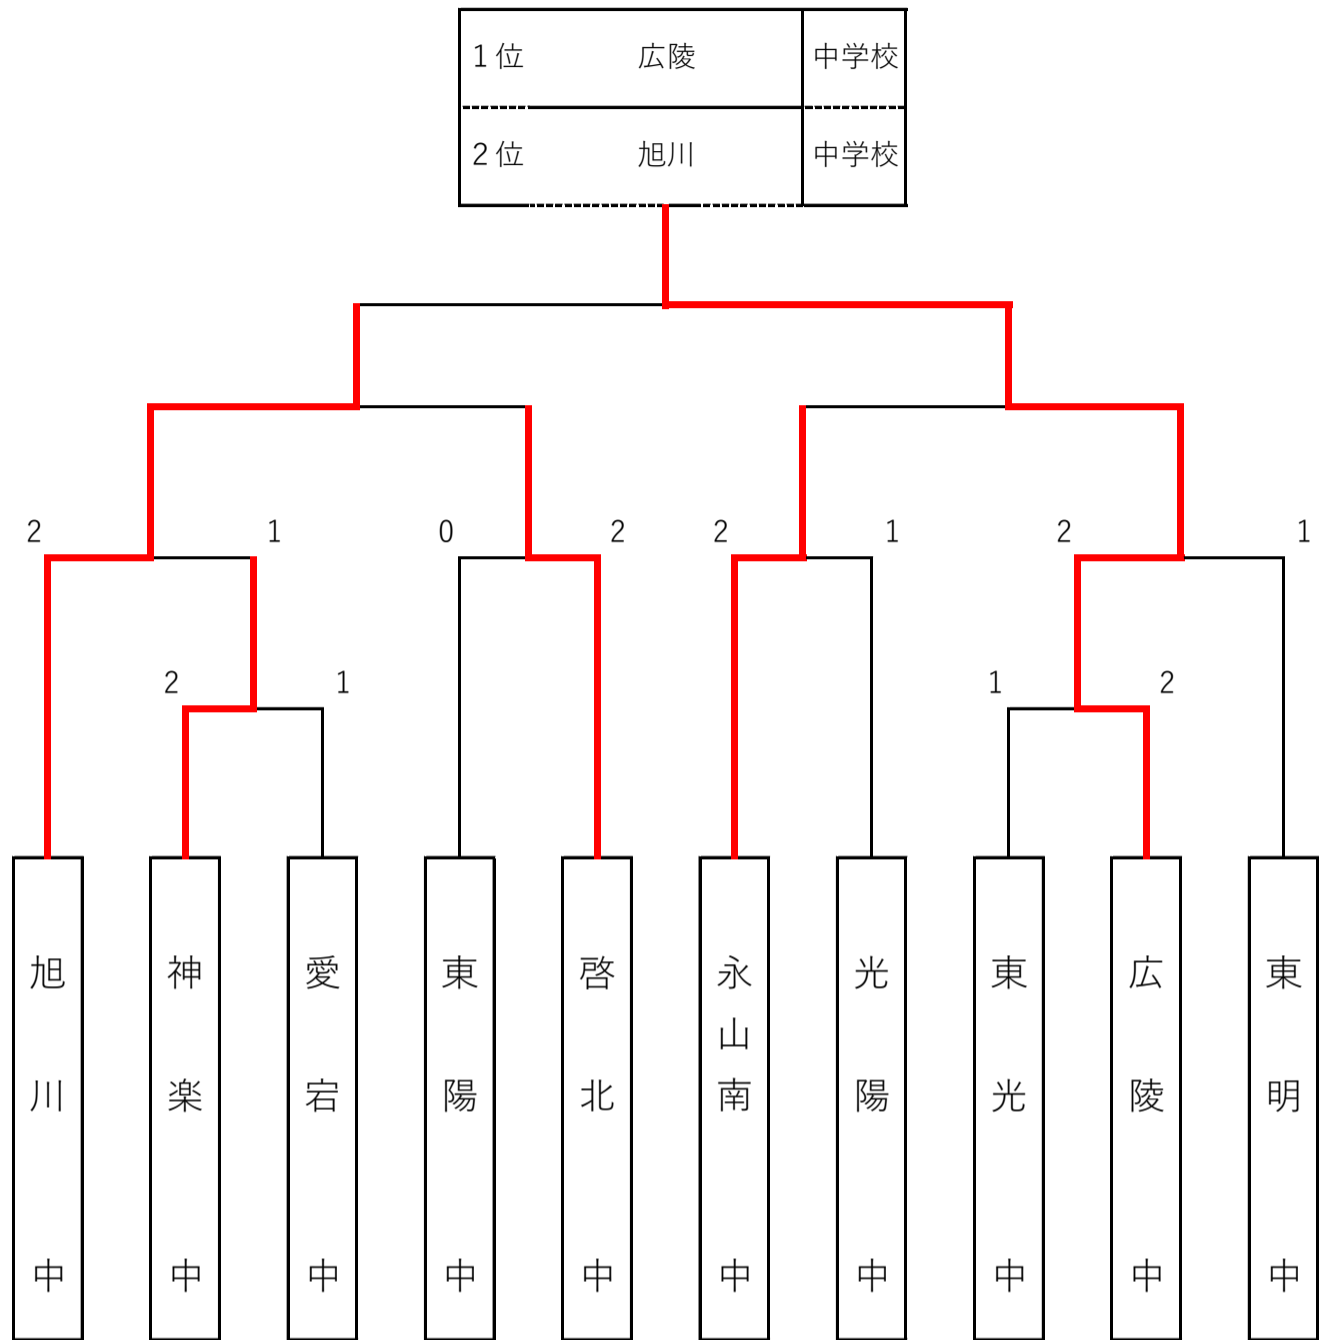 1位 広陵 中学校
2位 旭川 中学校
2 1 0 2 2 1 2 1
2 1 1 2
旭川中
神楽中
愛宕中
東陽中
啓北中
永山南中
光陽中
東光中
広陵中
東明中